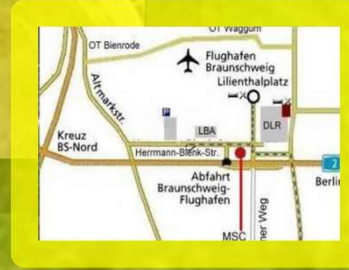 OT Waggum
OT Bienrode
Flughafen
Braunschweig
Lilienthalplatz
Altmarkstr.
P
LBA
DLR
Kreuz
BS-Nord
Herrmann-Blenk-Str.
2
Abfahrt
Braunschweig-
Flughafen
Berli
MSC
ner Weg